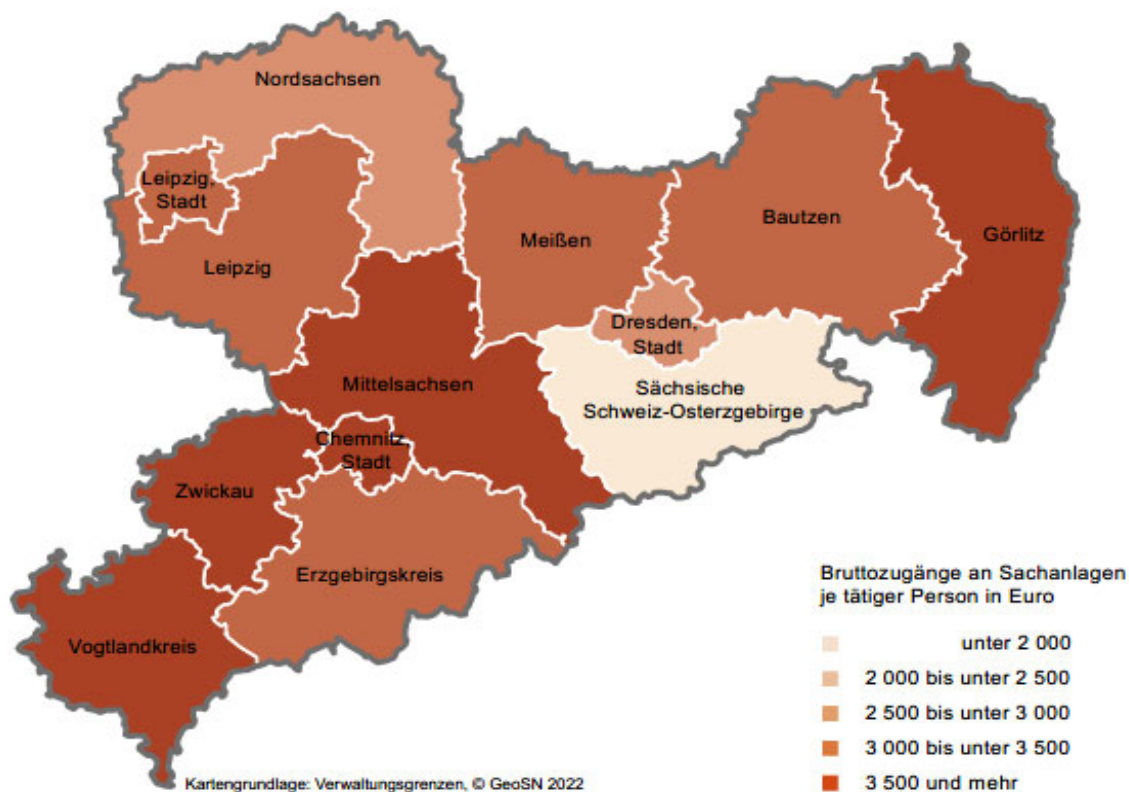 Nordsachsen
Leipzig,
Stadt
Leipzig
Meißen
Bautzen
Görlitz
Dresden,
Stadt
Mittelsachsen
Sächsische
Schweiz-Osterzgebirge
Chemnitz,
Stadt
Zwickau
Erzgebirgskreis
Vogtlandkreis
Bruttozugänge an Sachanlagen
je tätiger Person in Euro
unter 2 000
2 000 bis unter 2 500
2 500 bis unter 3 000
3 000 bis unter 3 500
3 500 und mehr
Kartengrundlage: Verwaltungsgrenzen, © GeoSN 2022